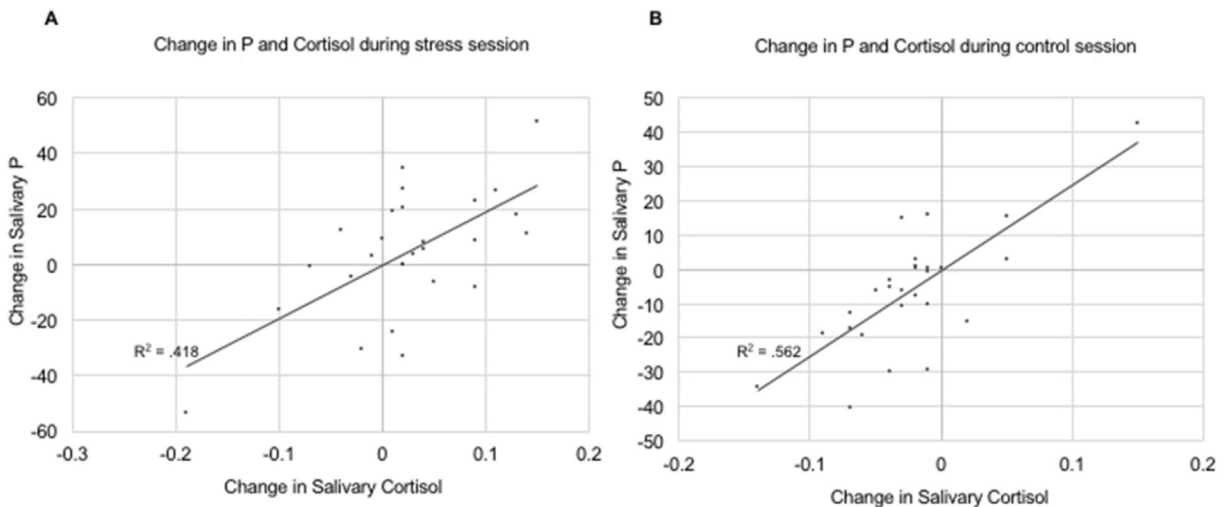 A
Change in P and Cortisol during stress session
60
40
20
0
-20
-40
-60
-0.3
-0.2
-0.1
0
0.1
0.2
Change in Salivary P
Change in Salivary Cortisol
R² = .418
B
Change in P and Cortisol during control session
50
40
30
20
10
0
-10
-20
-30
-40
-50
-0.2
-0.1
0
0.1
0.2
Change in Salivary P
Change in Salivary Cortisol
R² = .562